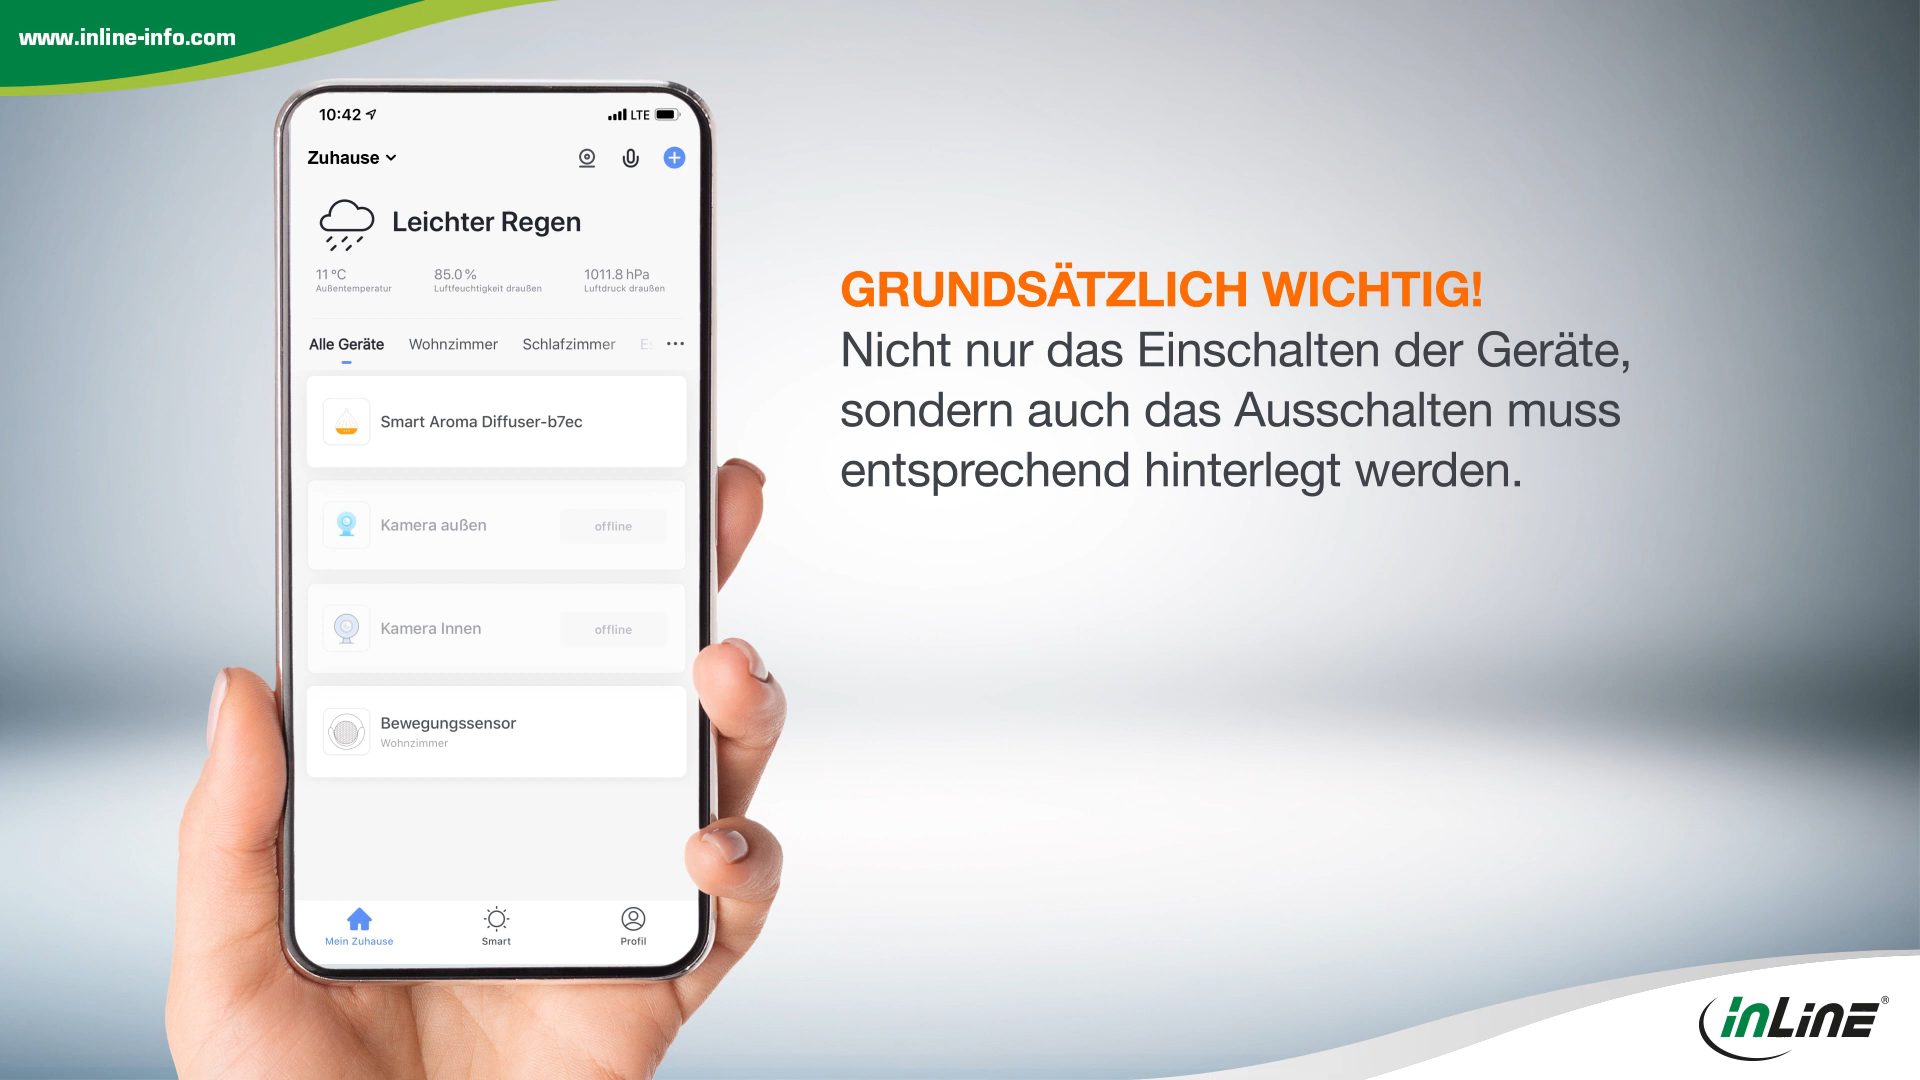 www.inline-info.com
10:42
LTE
Zuhause
Leichter Regen
11 °C
85.0 %
1011.8 hPa
Außentemperatur
Luftfeuchtigkeit draußen
Luftdruck draußen
Alle Geräte
Wohnzimmer
Schlafzimmer
Smart Aroma Diffuser-b7ec
Kamera außen
offline
Kamera Innen
offline
Bewegungssensor
Wohnzimmer
Mein Zuhause
Smart
Profil
GRUNDSÄTZLICH WICHTIG!
Nicht nur das Einschalten der Geräte,
sondern auch das Ausschalten muss
entsprechend hinterlegt werden.
inLine®